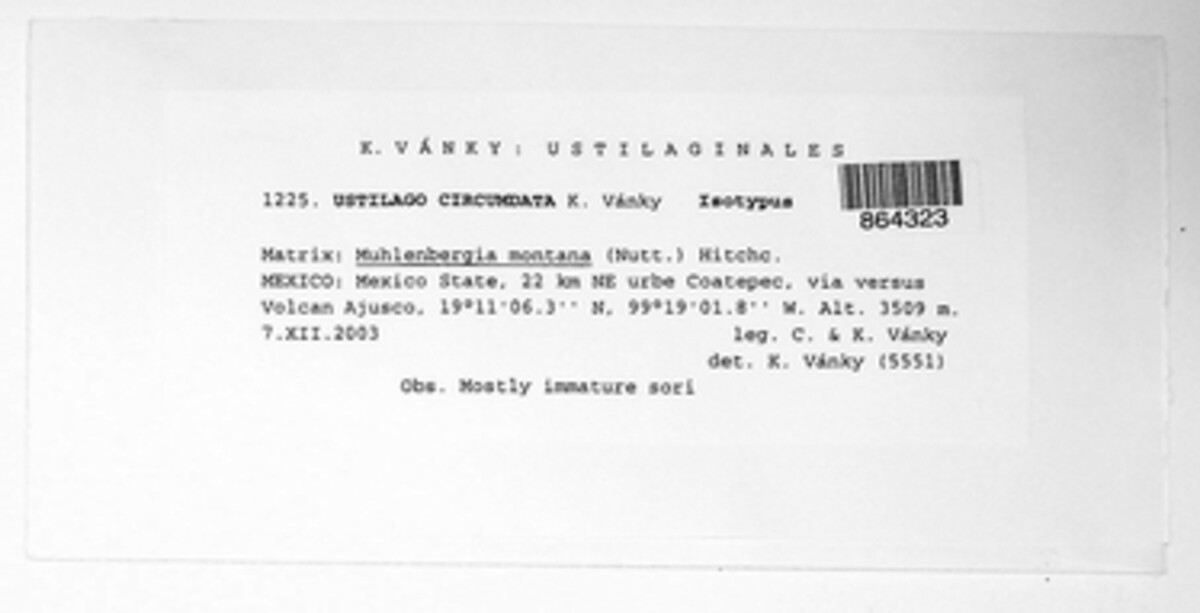 K. VÁNKY: USTILAGINALES
1225. USTILAGO CIRCUMDATA K. Vánky Isotypus
864323
Matrix: Muhlenbergia montana (Nutt.) Hitchc.
MEXICO: Mexico State, 22 km NE urbe Coatepec, via versus
Volcan Ajusco, 19°11'06.3'' N, 99°19'01.8'' W. Alt. 3509 m.
7.XII.2003 leg. C. & K. Vánky
det. K. Vánky (5551)
Obs. Mostly immature sori